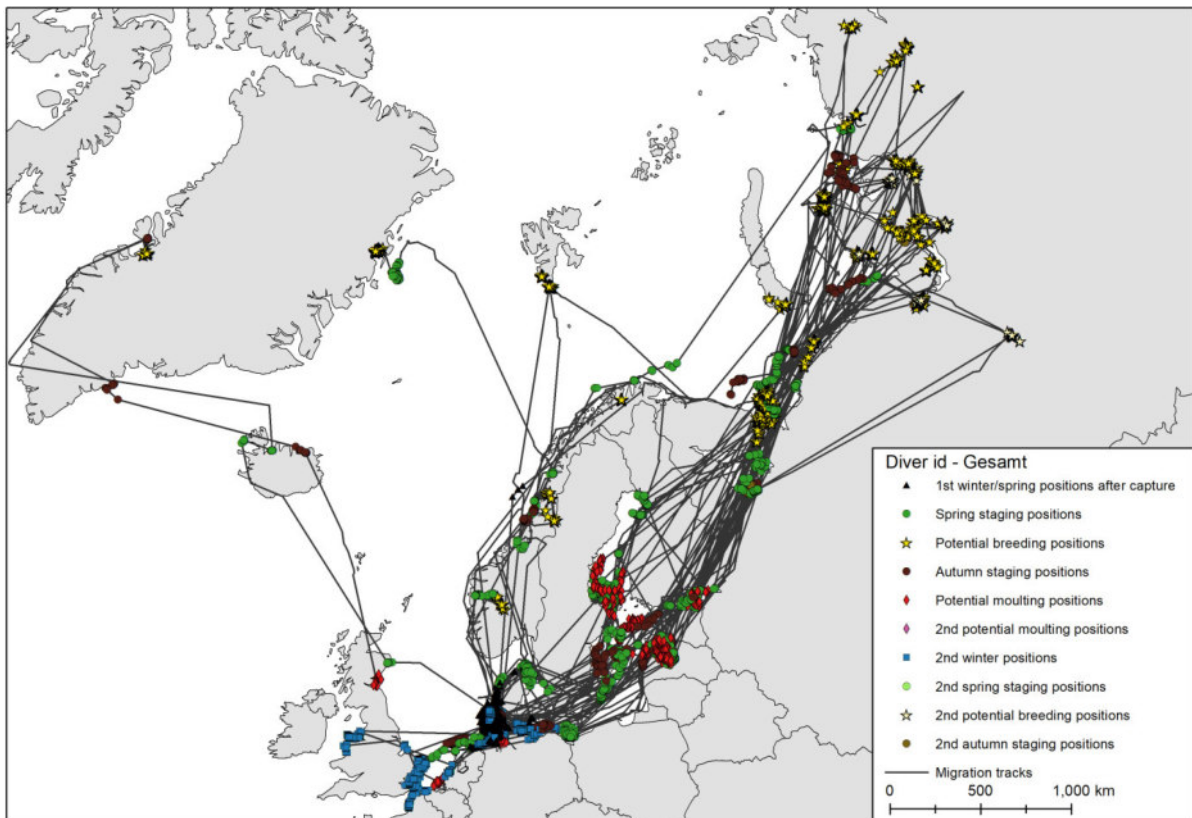 Diver id - Gesamt
1st winter/spring positions after capture
Spring staging positions
Potential breeding positions
Autumn staging positions
Potential moulting positions
2nd potential moulting positions
2nd winter positions
2nd spring staging positions
2nd potential breeding positions
2nd autumn staging positions
Migration tracks
0 500 1,000 km